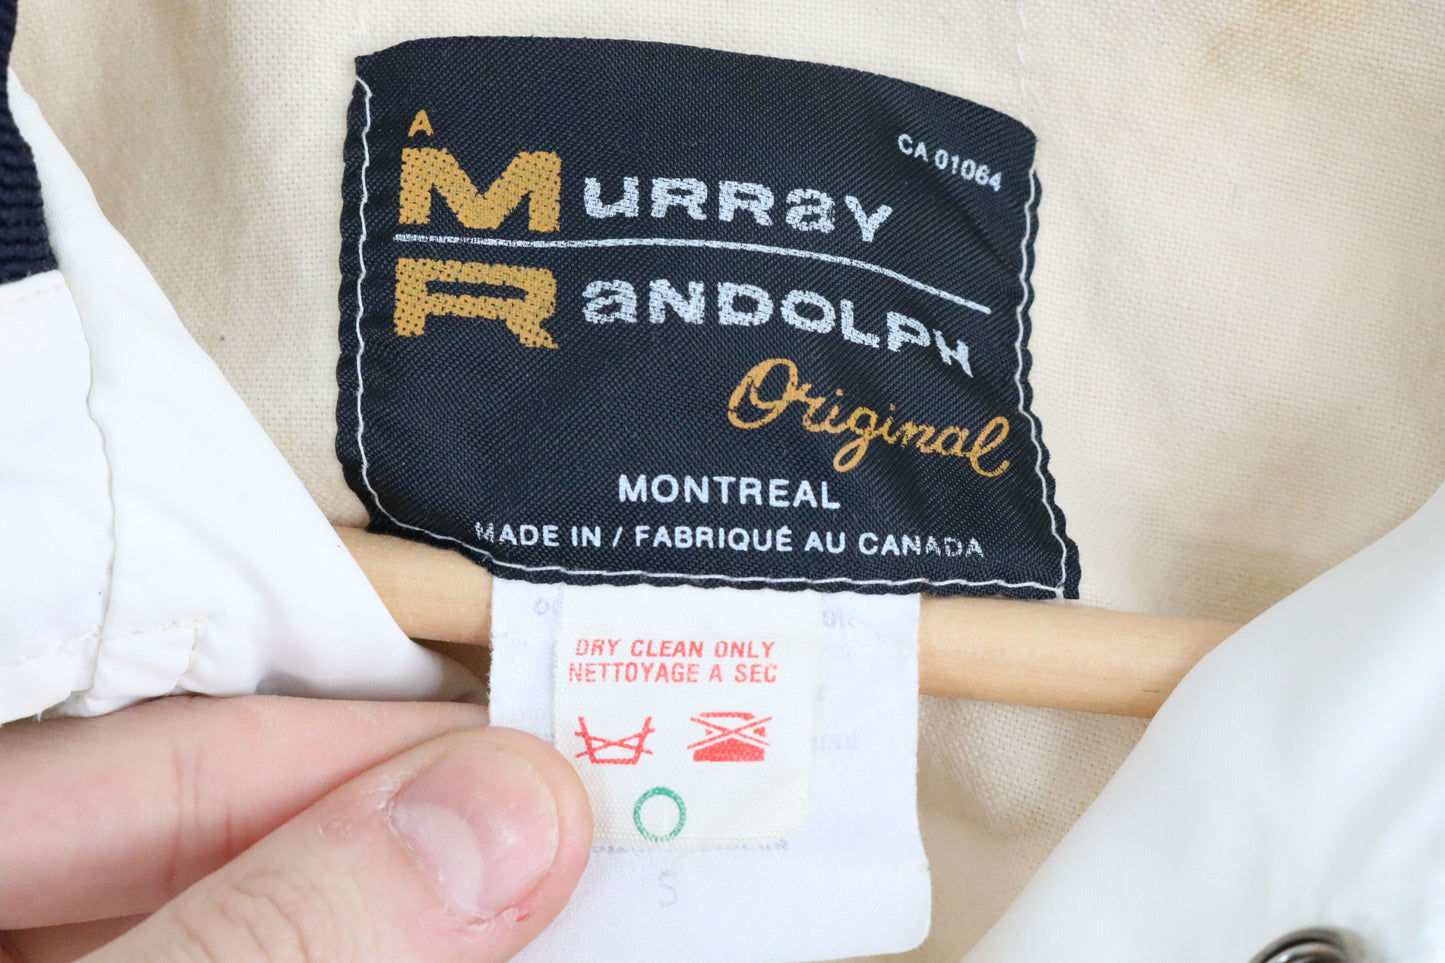 A
MURRaY
CA 01064
RaNDOLPH
Original
MONTREAL
MADE IN / FABRIQUÉ AU CANADA
DRY CLEAN ONLY
NETTOYAGE A SEC
S